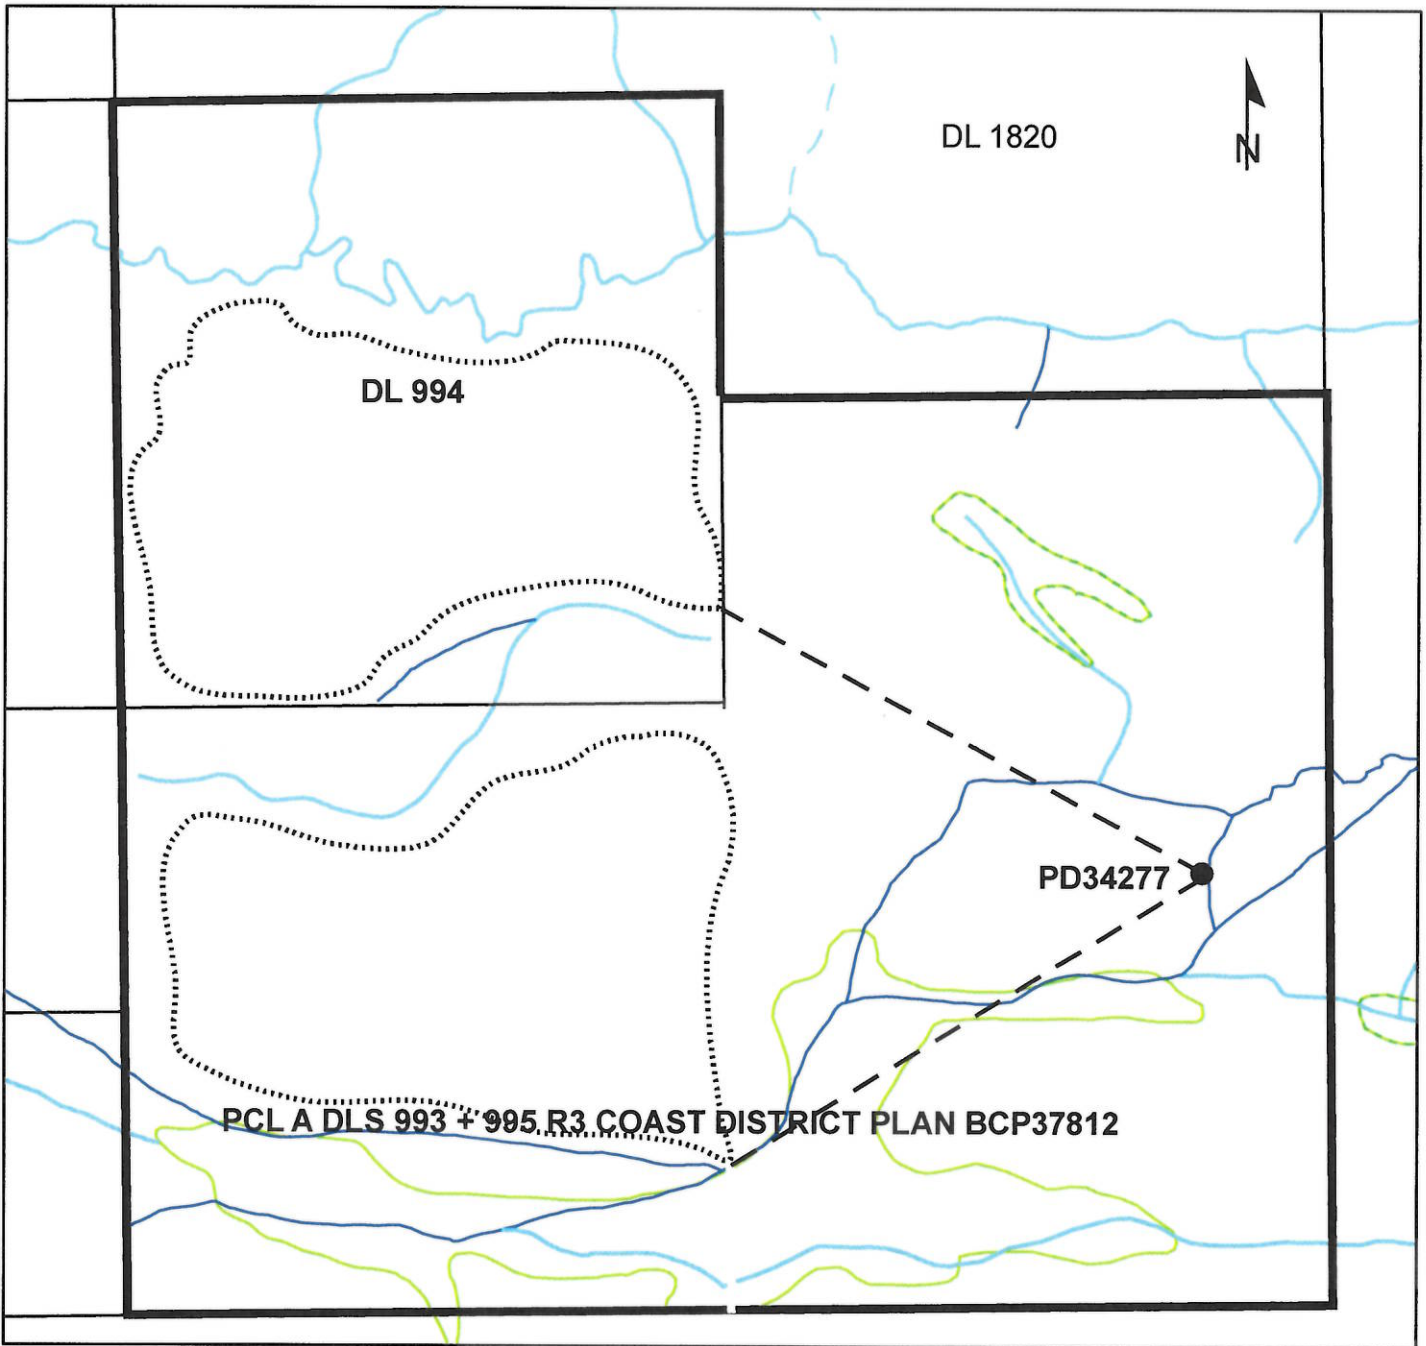 DL 1820
N
DL 994
PD34277
PCL A DLS 993 + 995 R3 COAST DISTRICT PLAN BCP37812